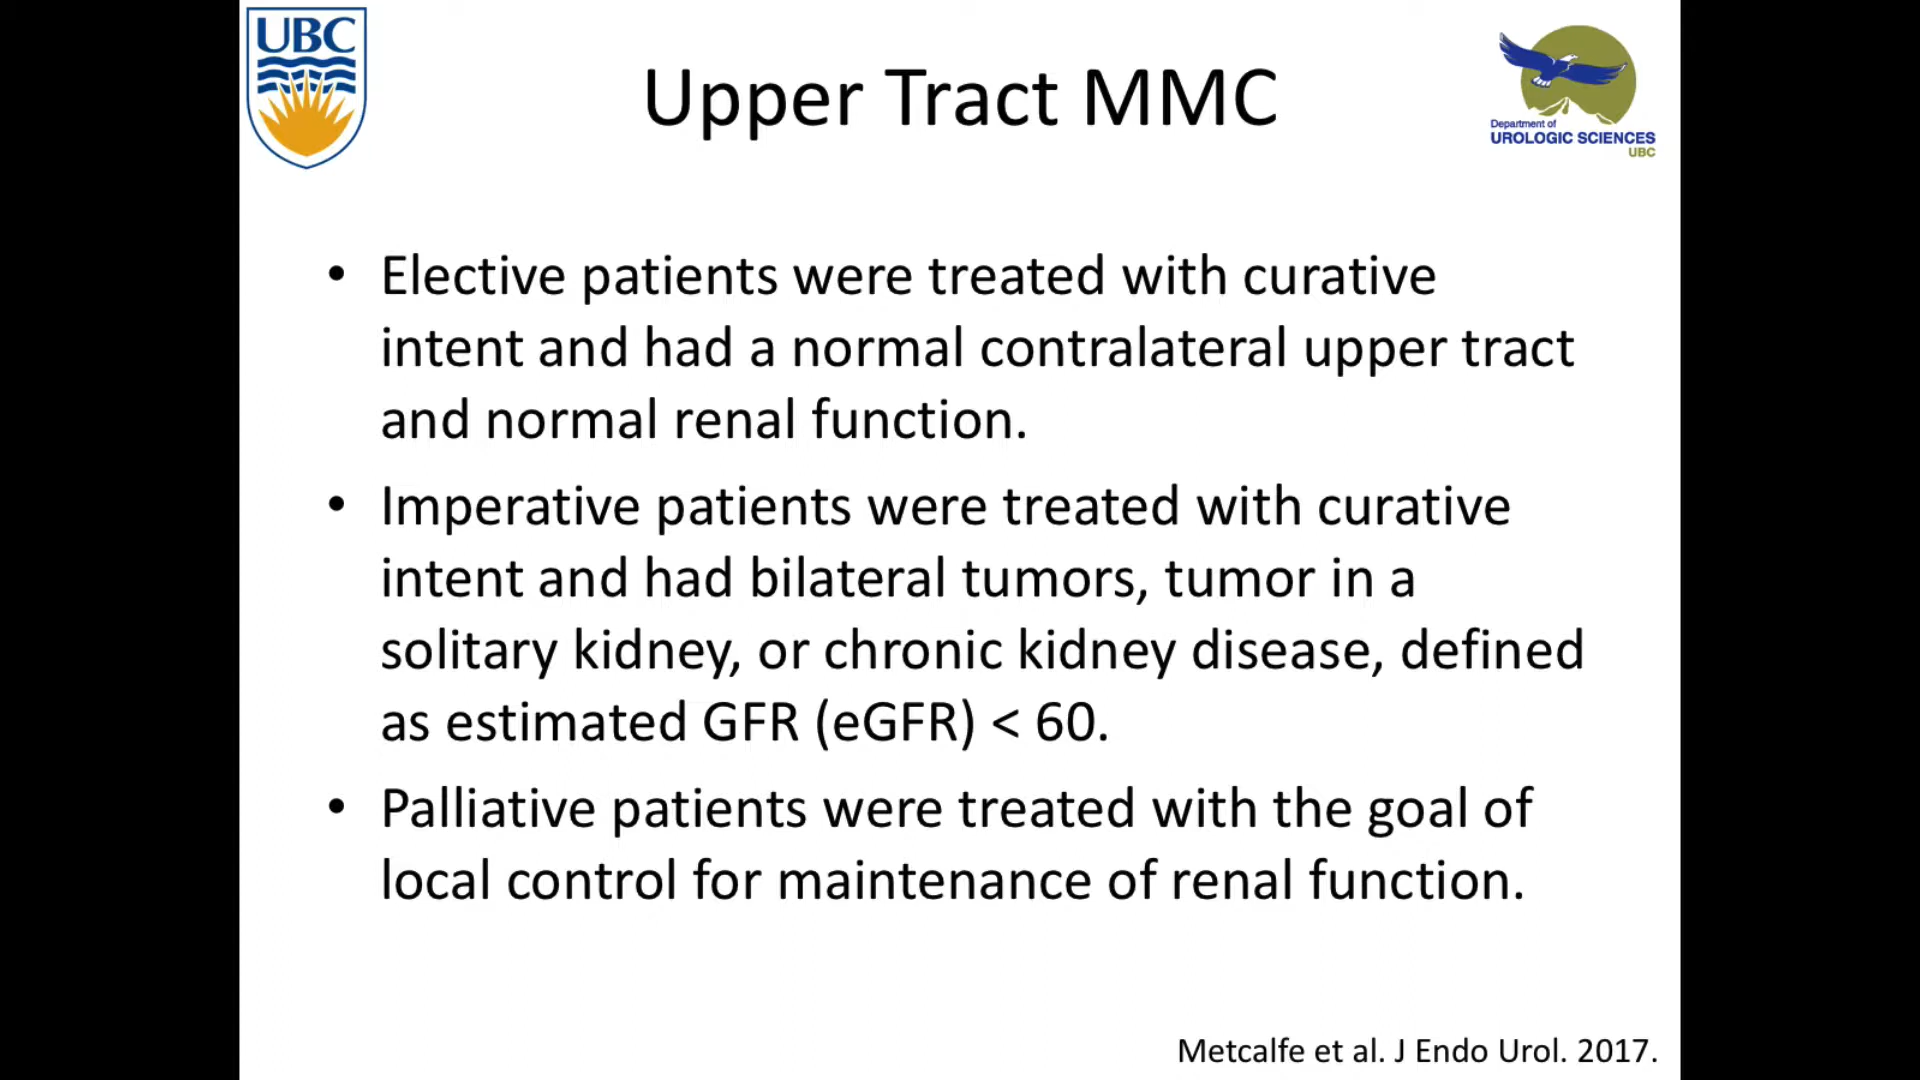 UBC
Upper Tract MMC
Department of
UROLOGIC SCIENCES
UBC
• Elective patients were treated with curative
intent and had a normal contralateral upper tract
and normal renal function.
• Imperative patients were treated with curative
intent and had bilateral tumors, tumor in a
solitary kidney, or chronic kidney disease, defined
as estimated GFR (eGFR) < 60.
• Palliative patients were treated with the goal of
local control for maintenance of renal function.
Metcalfe et al. J Endo Urol. 2017.